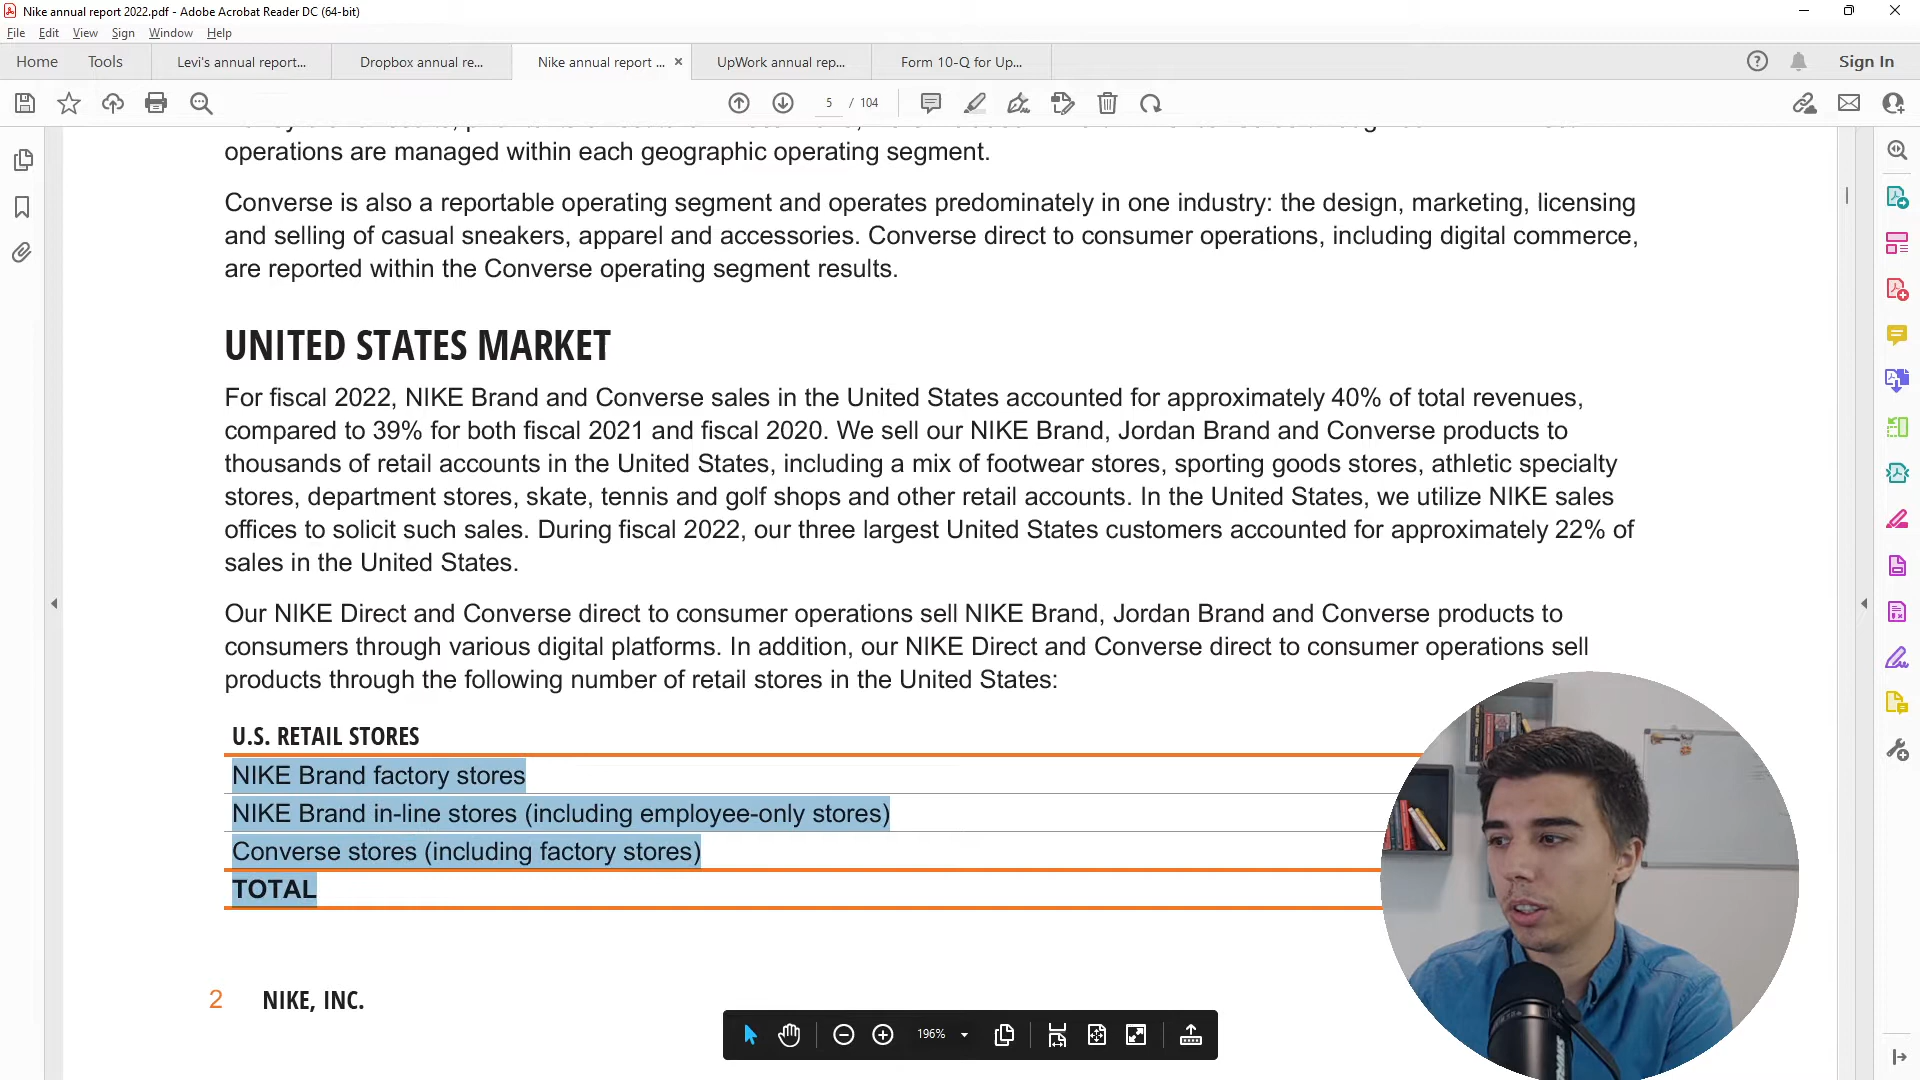 Nike annual report 2022.pdf - Adobe Acrobat Reader DC (64-bit)
File Edit View Sign Window Help
Home Tools Levi's annual report... Dropbox annual re... Nike annual report ... × UpWork annual rep... Form 10-Q for Up... Sign In
5 / 104
operations are managed within each geographic operating segment.
Converse is also a reportable operating segment and operates predominately in one industry: the design, marketing, licensing
and selling of casual sneakers, apparel and accessories. Converse direct to consumer operations, including digital commerce,
are reported within the Converse operating segment results.
UNITED STATES MARKET
For fiscal 2022, NIKE Brand and Converse sales in the United States accounted for approximately 40% of total revenues,
compared to 39% for both fiscal 2021 and fiscal 2020. We sell our NIKE Brand, Jordan Brand and Converse products to
thousands of retail accounts in the United States, including a mix of footwear stores, sporting goods stores, athletic specialty
stores, department stores, skate, tennis and golf shops and other retail accounts. In the United States, we utilize NIKE sales
offices to solicit such sales. During fiscal 2022, our three largest United States customers accounted for approximately 22% of
sales in the United States.
Our NIKE Direct and Converse direct to consumer operations sell NIKE Brand, Jordan Brand and Converse products to
consumers through various digital platforms. In addition, our NIKE Direct and Converse direct to consumer operations sell
products through the following number of retail stores in the United States:
U.S. RETAIL STORES
NIKE Brand factory stores
NIKE Brand in-line stores (including employee-only stores)
Converse stores (including factory stores)
TOTAL
2 NIKE, INC.
196%